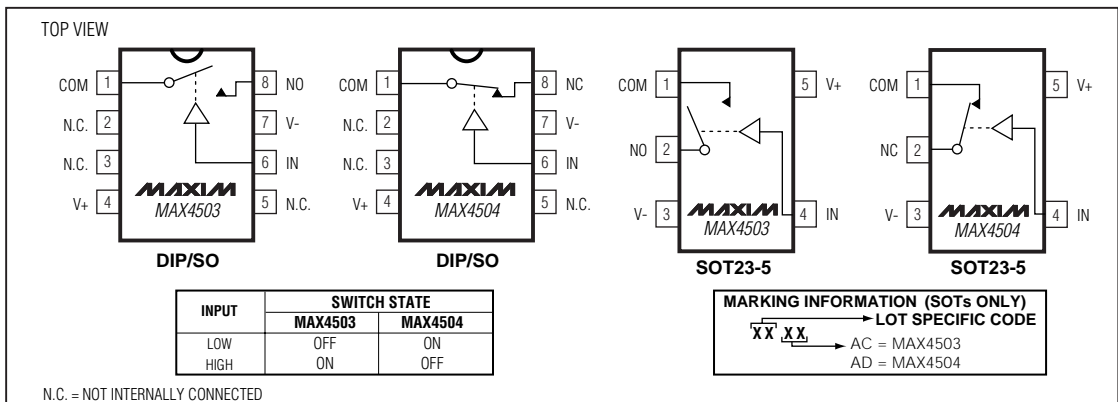 TOP VIEW
COM 1 8 NO
N.C. 2 7 V-
N.C. 3 6 IN
V+ 4 5 N.C.
MAXIM
MAX4503
DIP/SO
COM 1 8 NC
N.C. 2 7 V-
N.C. 3 6 IN
V+ 4 5 N.C.
MAXIM
MAX4504
DIP/SO
COM 1 5 V+
NO 2
V- 3 4 IN
MAXIM
MAX4503
SOT23-5
COM 1 5 V+
NC 2
V- 3 4 IN
MAXIM
MAX4504
SOT23-5
INPUT SWITCH STATE
MAX4503 MAX4504
LOW OFF ON
HIGH ON OFF
MARKING INFORMATION (SOTs ONLY)
LOT SPECIFIC CODE
XX XX
AC = MAX4503
AD = MAX4504
N.C. = NOT INTERNALLY CONNECTED